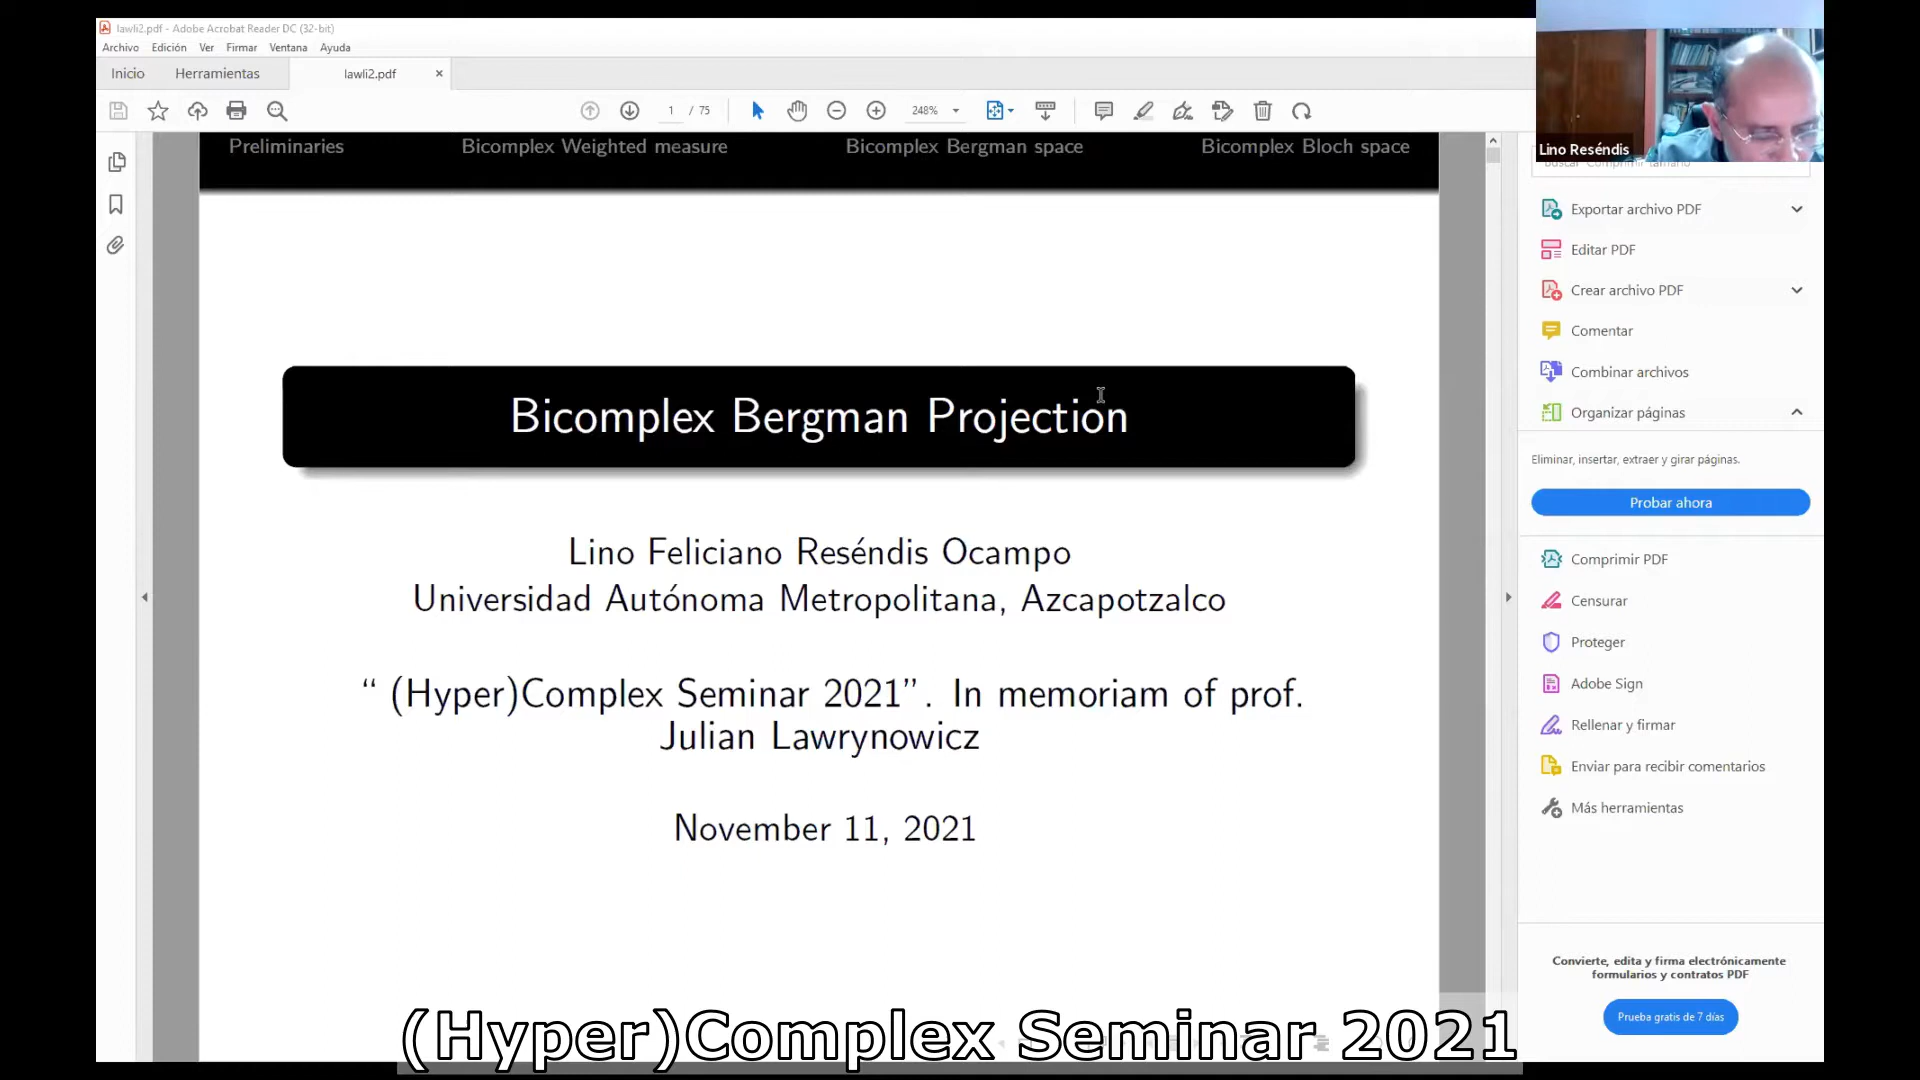 lawli2.pdf - Adobe Acrobat Reader DC (32-bit)
Archivo Edición Ver Firmar Ventana Ayuda
Inicio Herramientas lawli2.pdf ×
1 / 75 248%
Preliminaries Bicomplex Weighted measure Bicomplex Bergman space Bicomplex Bloch space
Lino Reséndis
Bicomplex Bergman Projection
Lino Feliciano Reséndis Ocampo
Universidad Autónoma Metropolitana, Azcapotzalco
“ (Hyper)Complex Seminar 2021”. In memoriam of prof.
Julian Lawrynowicz
November 11, 2021
Exportar archivo PDF
Editar PDF
Crear archivo PDF
Comentar
Combinar archivos
Organizar páginas
Eliminar, insertar, extraer y girar páginas.
Probar ahora
Comprimir PDF
Censurar
Proteger
Adobe Sign
Rellenar y firmar
Enviar para recibir comentarios
Más herramientas
Convierte, edita y firma electrónicamente
formularios y contratos PDF
Prueba gratis de 7 días
(Hyper)Complex Seminar 2021